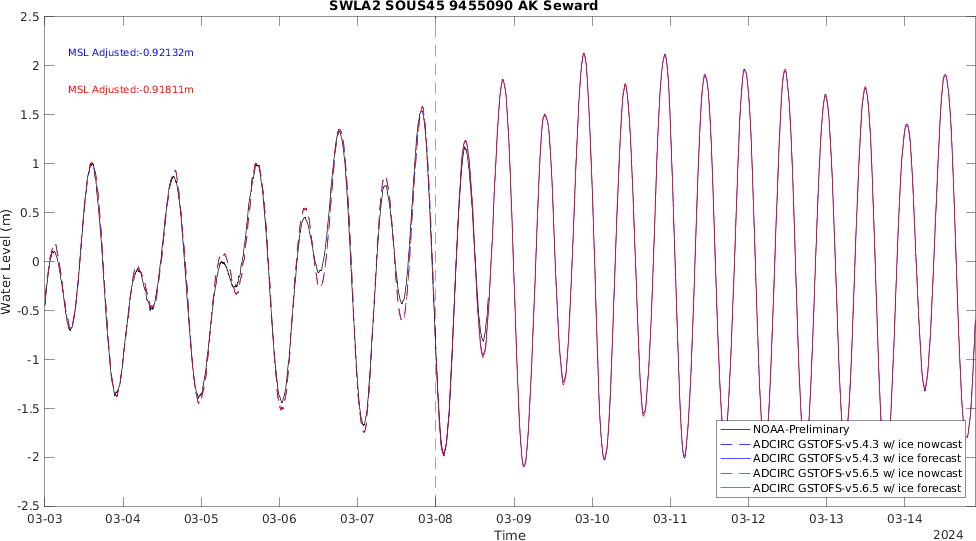 SWLA2 SOUS45 9455090 AK Seward
MSL Adjusted:-0.92132m
MSL Adjusted:-0.91811m
Water Level (m)
2.5
2
1.5
1
0.5
0
-0.5
-1
-1.5
-2
-2.5
NOAA-Preliminary
ADCIRC GSTOFS-v5.4.3 w/ ice nowcast
ADCIRC GSTOFS-v5.4.3 w/ ice forecast
ADCIRC GSTOFS-v5.6.5 w/ ice nowcast
ADCIRC GSTOFS-v5.6.5 w/ ice forecast
03-03 03-04 03-05 03-06 03-07 03-08 03-09 03-10 03-11 03-12 03-13 03-14
Time
2024